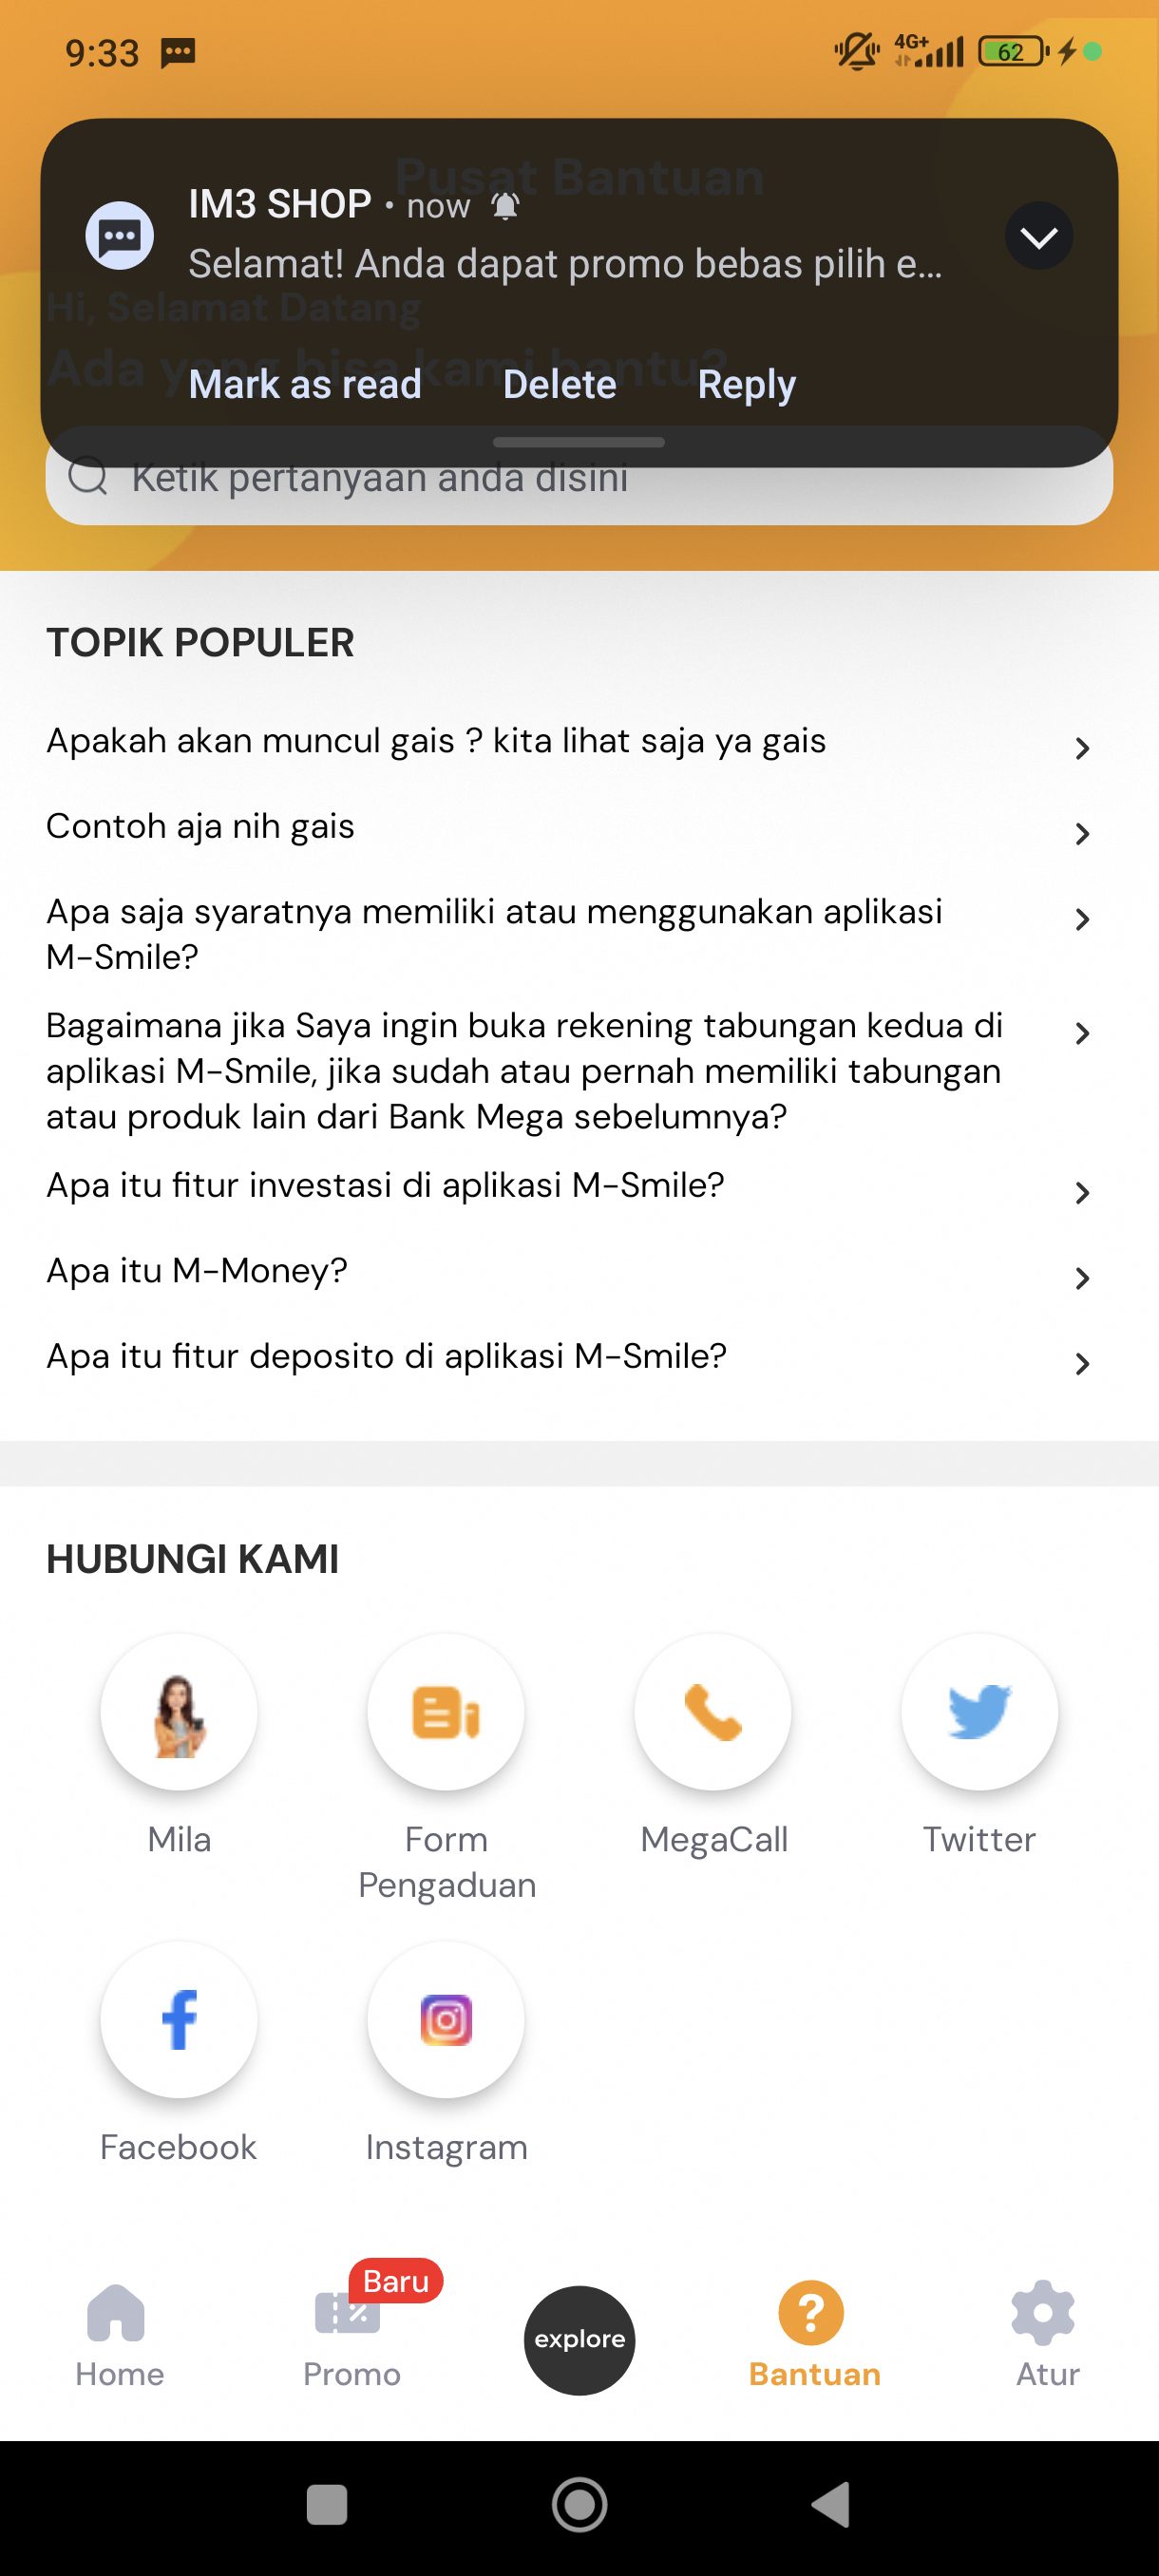 9:33
4G+
62
Pusat Bantuan
IM3 SHOP • now
Selamat! Anda dapat promo bebas pilih e...
Hi, Selamat Datang
Ada yang bisa kami bantu?
Mark as read Delete Reply
Ketik pertanyaan anda disini
TOPIK POPULER
Apakah akan muncul gais ? kita lihat saja ya gais
Contoh aja nih gais
Apa saja syaratnya memiliki atau menggunakan aplikasi
M-Smile?
Bagaimana jika Saya ingin buka rekening tabungan kedua di
aplikasi M-Smile, jika sudah atau pernah memiliki tabungan
atau produk lain dari Bank Mega sebelumnya?
Apa itu fitur investasi di aplikasi M-Smile?
Apa itu M-Money?
Apa itu fitur deposito di aplikasi M-Smile?
HUBUNGI KAMI
Mila
Form
Pengaduan
MegaCall
Twitter
Facebook
Instagram
Baru
explore
Home
Promo
Bantuan
Atur